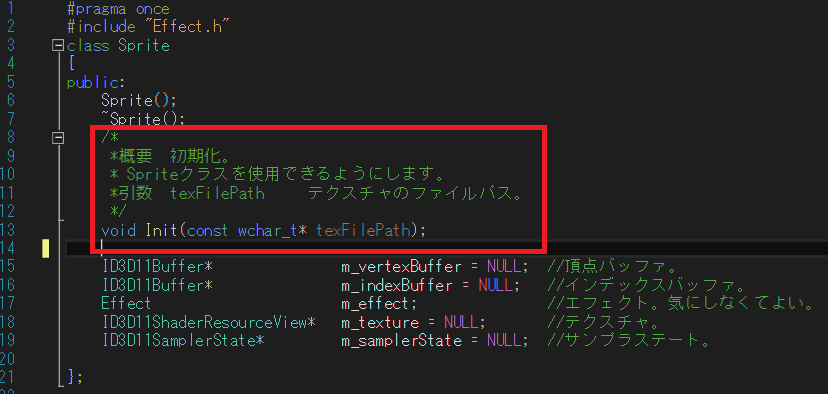 1 #pragma once
2 #include "Effect.h"
3 class Sprite
4 {
5 public:
6 Sprite();
7 ~Sprite();
8 /*
9 *概要 初期化。
10 * Spriteクラスを使用できるようにします。
11 *引数 texFilePath テクスチャのファイルパス。
12 */
13 void Init(const wchar_t* texFilePath);
14
15 ID3D11Buffer* m_vertexBuffer = NULL; //頂点バッファ。
16 ID3D11Buffer* m_indexBuffer = NULL; //インデックスバッファ。
17 Effect m_effect; //エフェクト。気にしなくてよい。
18 ID3D11ShaderResourceView* m_texture = NULL; //テクスチャ。
19 ID3D11SamplerState* m_samplerState = NULL; //サンプラステート。
20
21 };